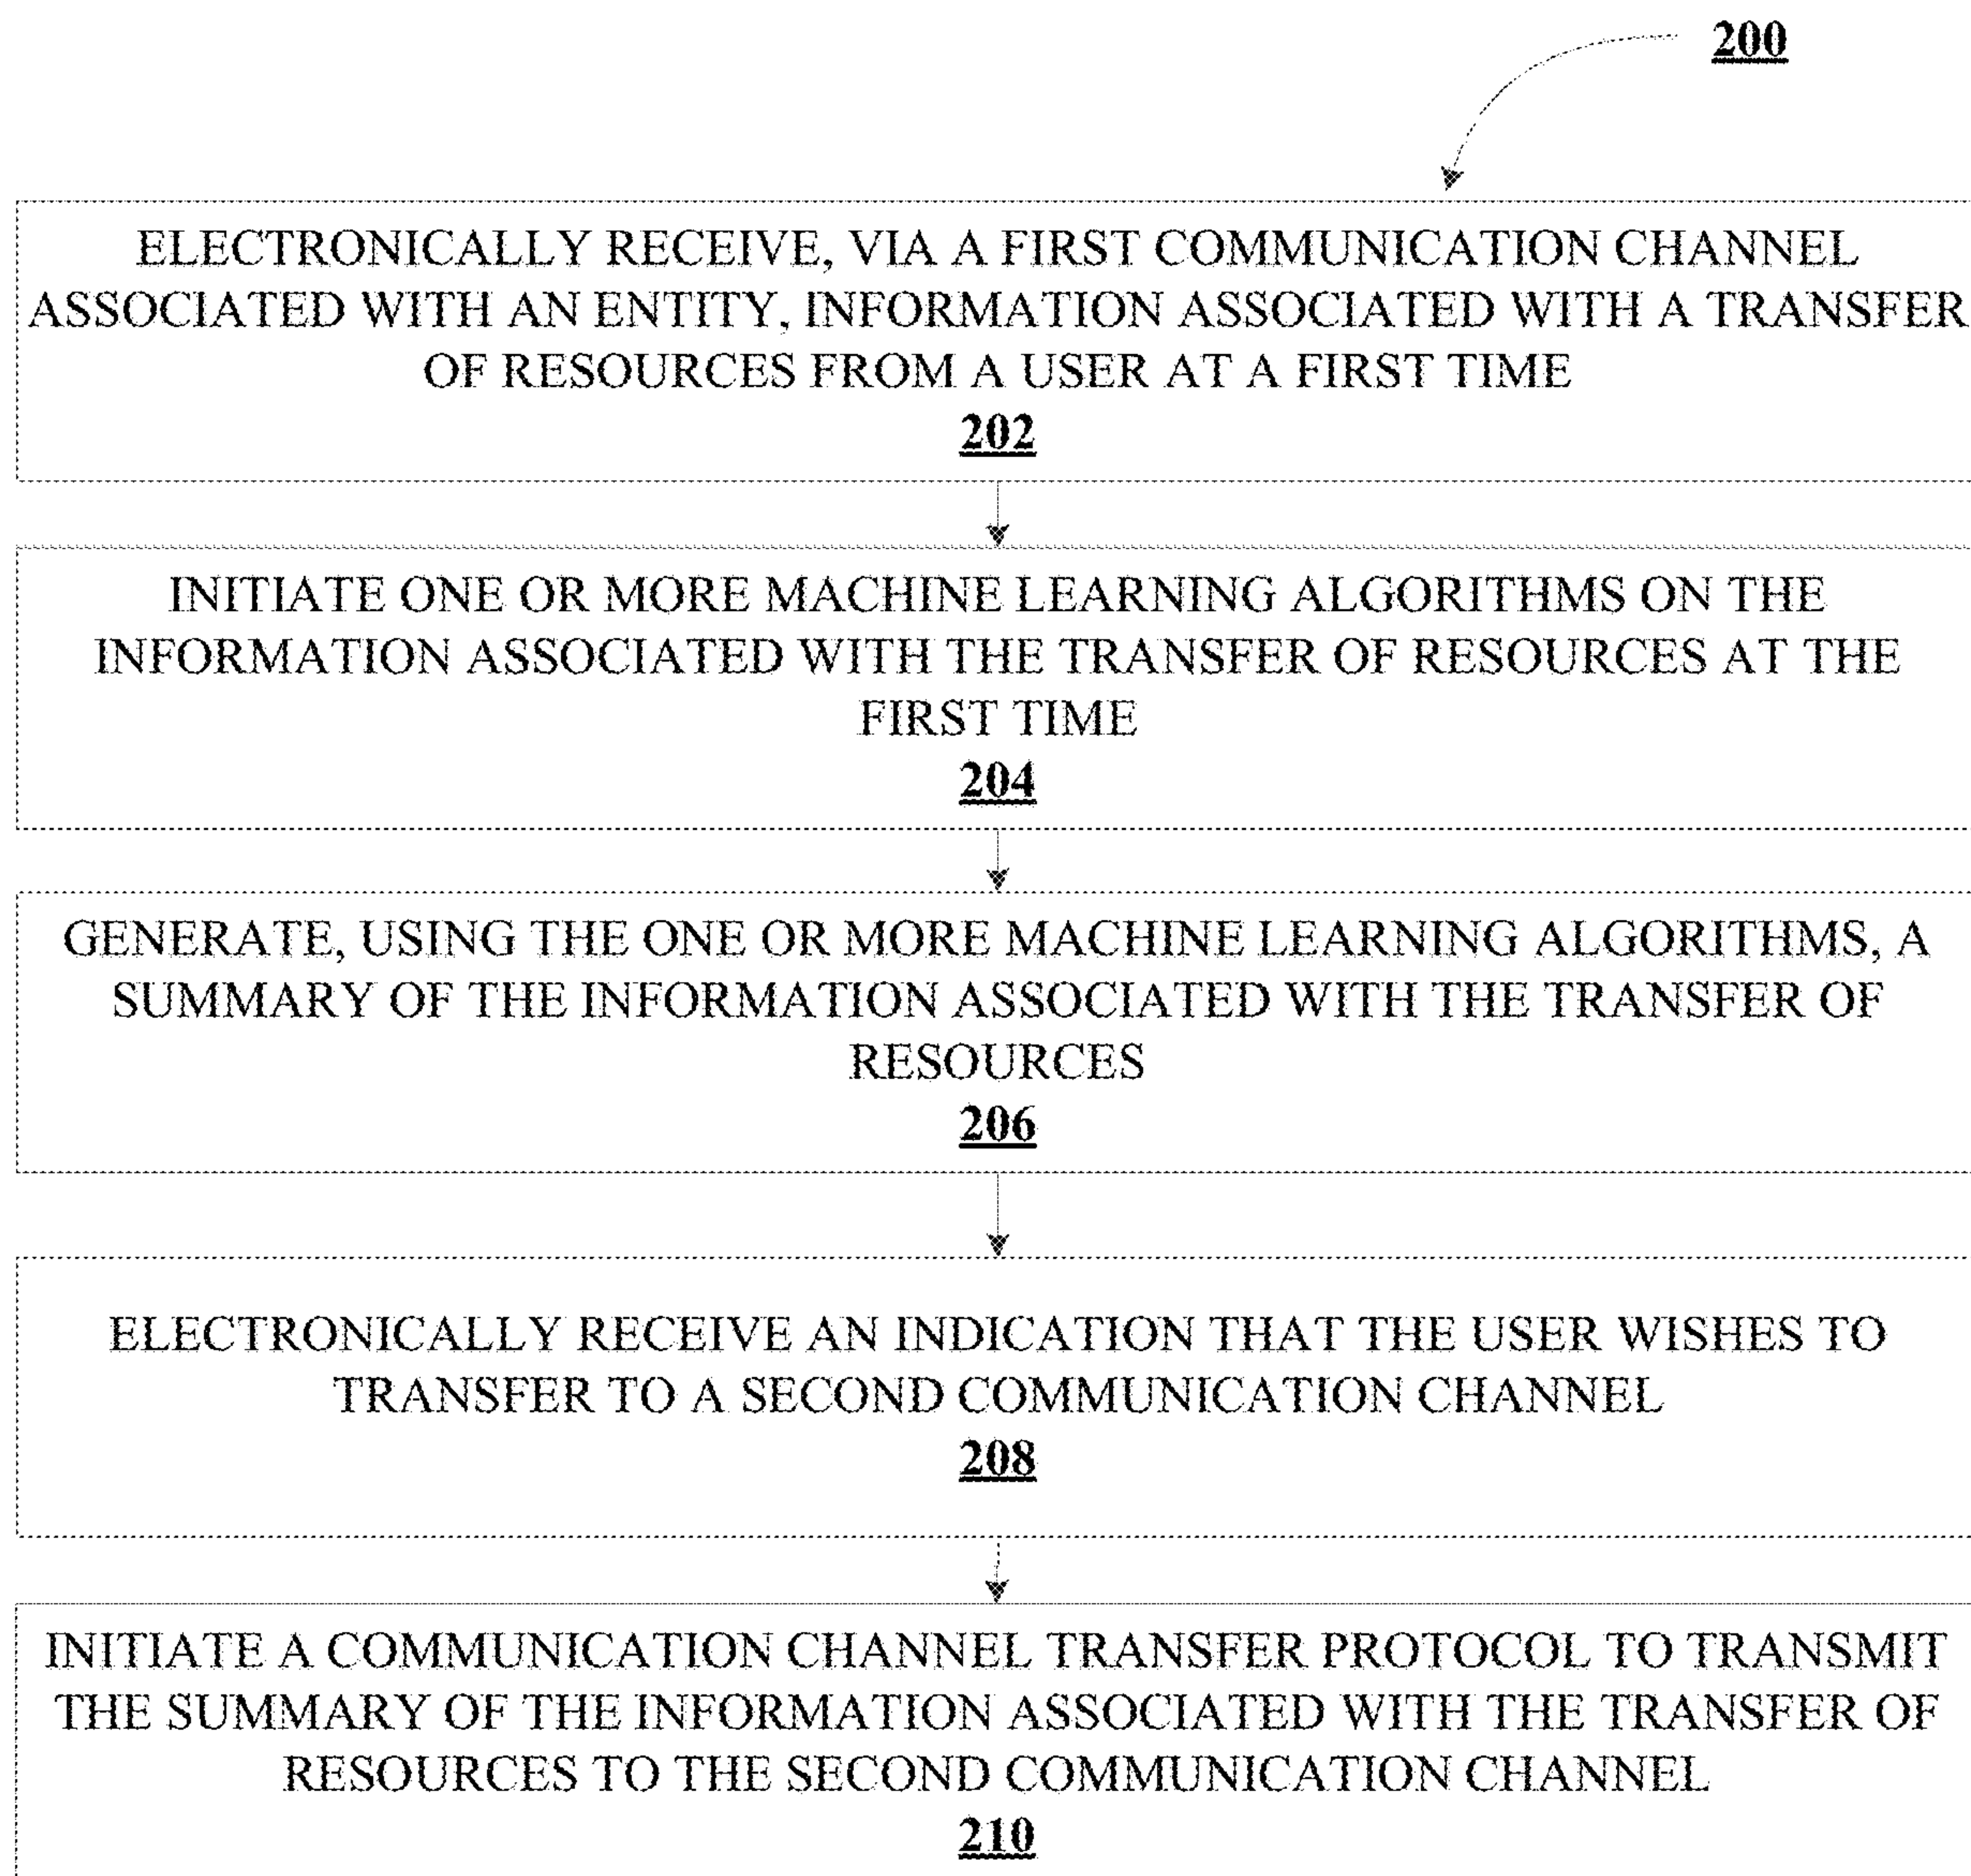 200
ELECTRONICALLY RECEIVE, VIA A FIRST COMMUNICATION CHANNEL
ASSOCIATED WITH AN ENTITY, INFORMATION ASSOCIATED WITH A TRANSFER
OF RESOURCES FROM A USER AT A FIRST TIME
202
INITIATE ONE OR MORE MACHINE LEARNING ALGORITHMS ON THE
INFORMATION ASSOCIATED WITH THE TRANSFER OF RESOURCES AT THE
FIRST TIME
204
GENERATE, USING THE ONE OR MORE MACHINE LEARNING ALGORITHMS, A
SUMMARY OF THE INFORMATION ASSOCIATED WITH THE TRANSFER OF
RESOURCES
206
ELECTRONICALLY RECEIVE AN INDICATION THAT THE USER WISHES TO
TRANSFER TO A SECOND COMMUNICATION CHANNEL
208
INITIATE A COMMUNICATION CHANNEL TRANSFER PROTOCOL TO TRANSMIT
THE SUMMARY OF THE INFORMATION ASSOCIATED WITH THE TRANSFER OF
RESOURCES TO THE SECOND COMMUNICATION CHANNEL
210